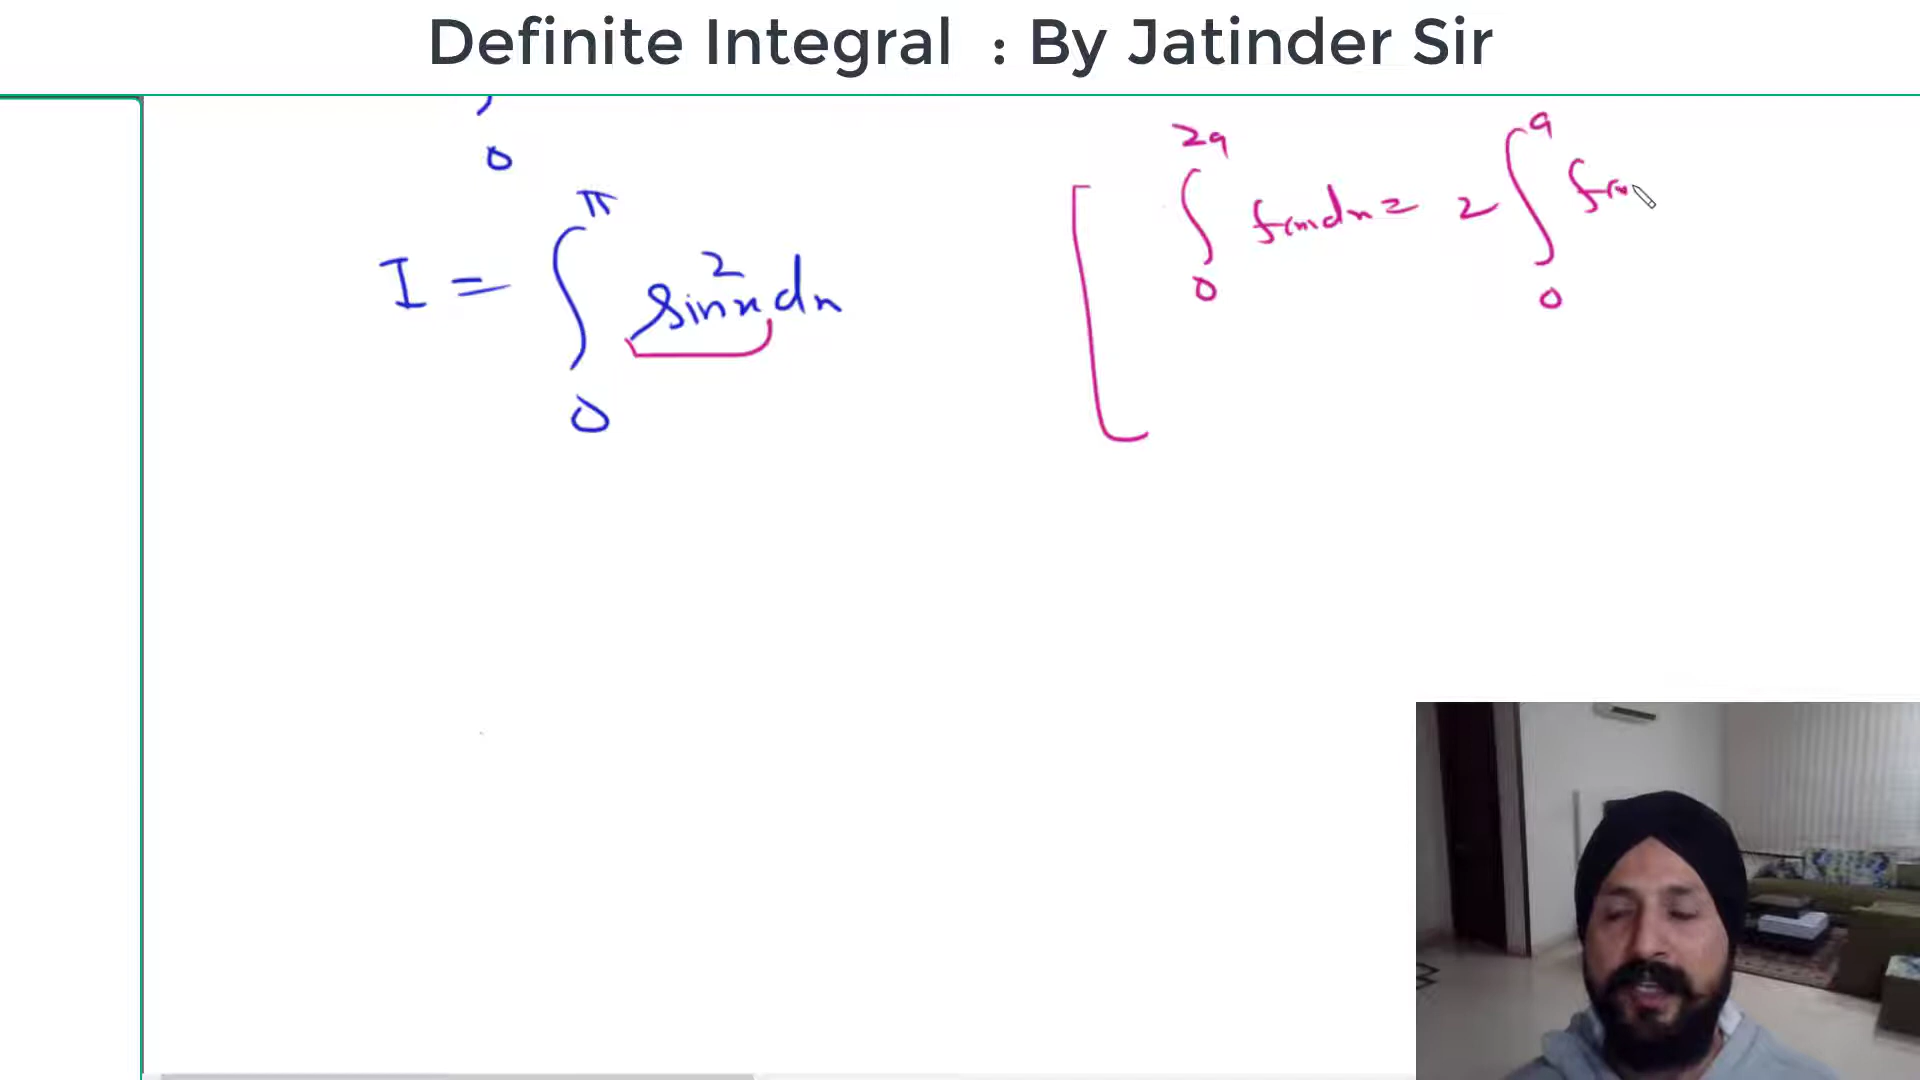 Definite Integral : By Jatinder Sir
0
I = ∫₀^π sin²x dx
∫₀^2a f(x)dx = 2 ∫₀^a f(x